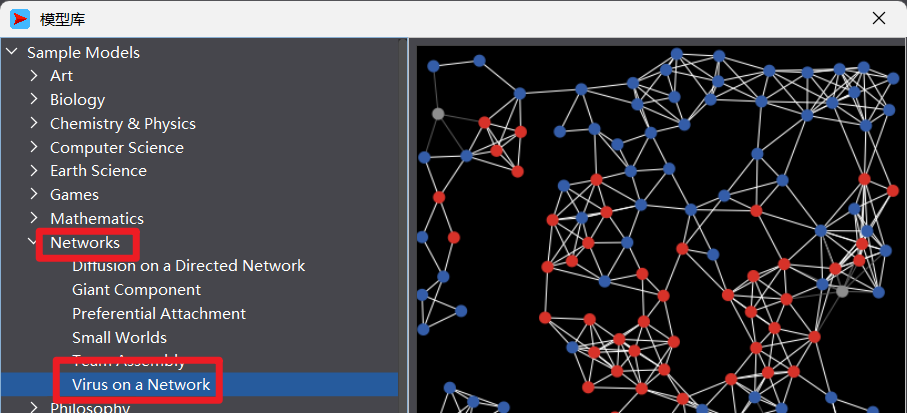 模型库
Sample Models
Art
Biology
Chemistry & Physics
Computer Science
Earth Science
Games
Mathematics
Networks
Diffusion on a Directed Network
Giant Component
Preferential Attachment
Small Worlds
Team Assembly
Virus on a Network
Philosophy